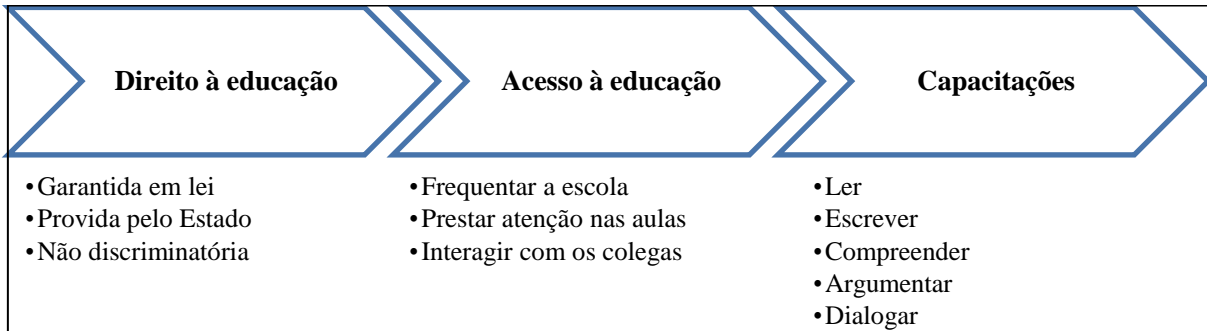 Direito à educação
Acesso à educação
Capacitações
•Garantida em lei
•Provida pelo Estado
•Não discriminatória
•Frequentar a escola
•Prestar atenção nas aulas
•Interagir com os colegas
•Ler
•Escrever
•Compreender
•Argumentar
•Dialogar